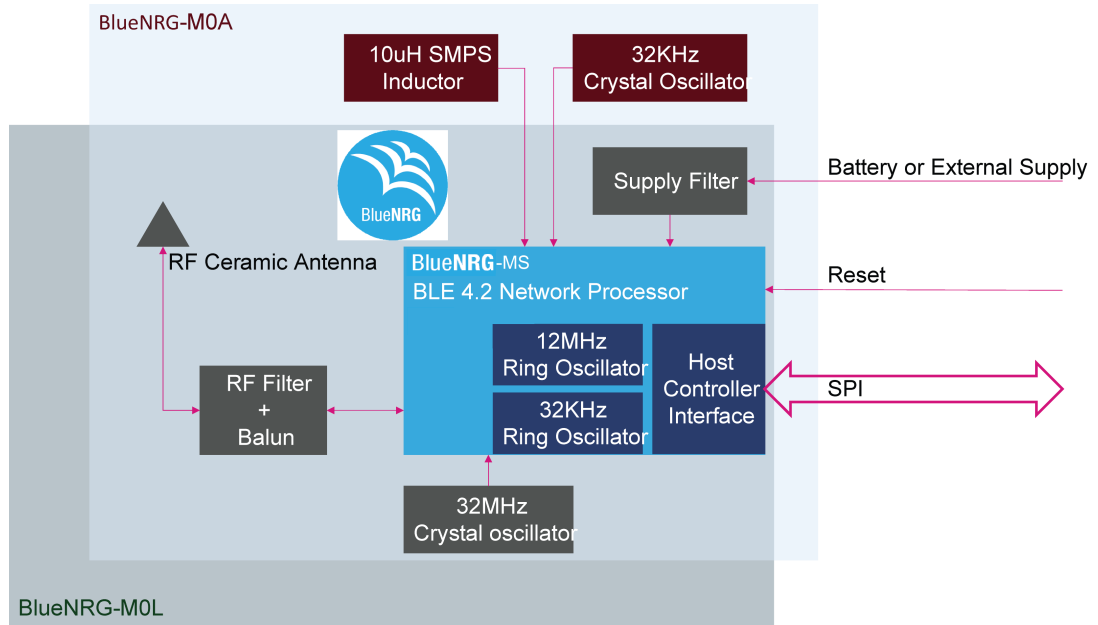 BlueNRG-M0A
10uH SMPS
Inductor
32KHz
Crystal Oscillator
BlueNRG
Supply Filter
Battery or External Supply
RF Ceramic Antenna
BlueNRG-MS
BLE 4.2 Network Processor
Reset
12MHz
Ring Oscillator
32KHz
Ring Oscillator
Host
Controller
Interface
SPI
RF Filter
+
Balun
32MHz
Crystal oscillator
BlueNRG-M0L